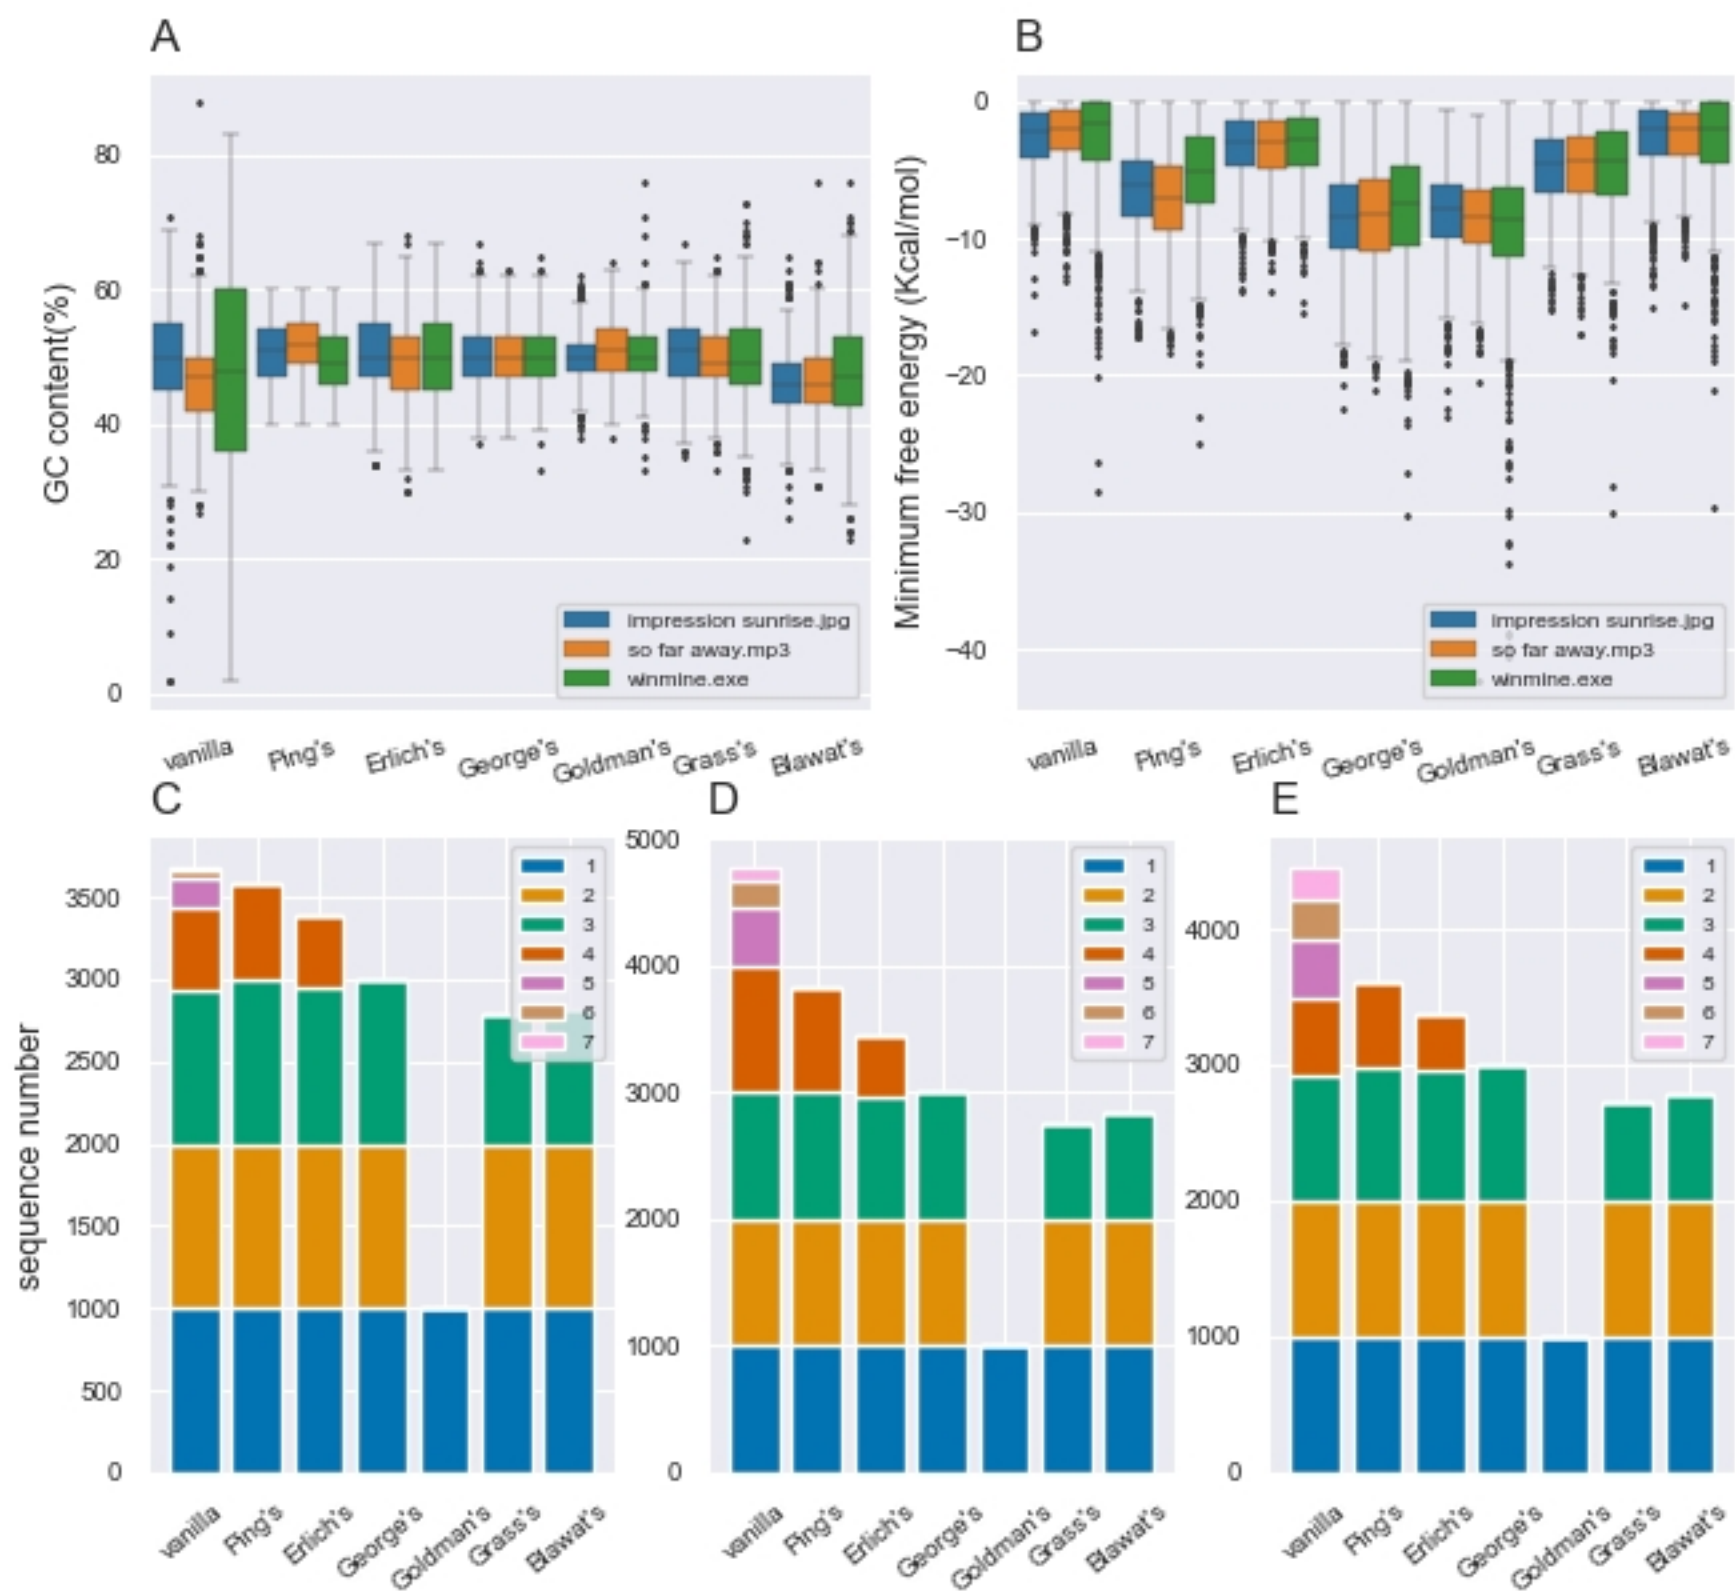 A
GC content(%)
80
60
40
20
0
impression sunrise.jpg
so far away.mp3
winmine.exe
vanilla Ping's Erlich's George's Goldman's Grass's Blawat's
B
Minimum free energy (Kcal/mol)
0
−10
−20
−30
−40
impression sunrise.jpg
so far away.mp3
winmine.exe
vanilla Ping's Erlich's George's Goldman's Grass's Blawat's
C
sequence number
3500
3000
2500
2000
1500
1000
500
0
1
2
3
4
5
6
7
vanilla Ping's Erlich's George's Goldman's Grass's Blawat's
D
5000
4000
3000
2000
1000
0
1
2
3
4
5
6
7
vanilla Ping's Erlich's George's Goldman's Grass's Blawat's
E
4000
3000
2000
1000
0
1
2
3
4
5
6
7
vanilla Ping's Erlich's George's Goldman's Grass's Blawat's